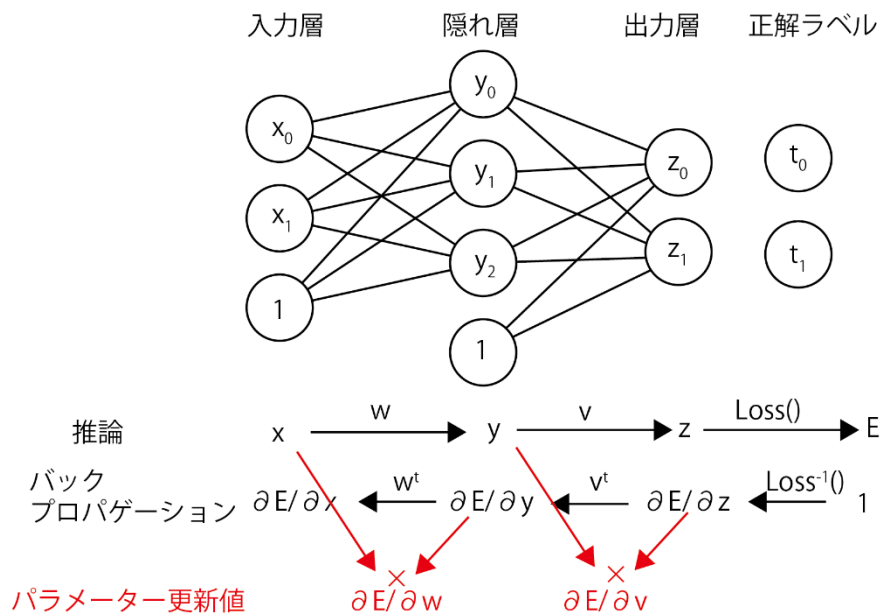 入力層 隠れ層 出力層 正解ラベル
y₀
x₀
z₀ t₀
y₁
x₁
z₁ t₁
y₂
1
1
w v Loss()
推論 x y z E
バック
wᵗ vᵗ Loss⁻¹()
プロパゲーション ∂E/∂x ∂E/∂y ∂E/∂z 1
× ×
パラメーター更新値 ∂E/∂w ∂E/∂v